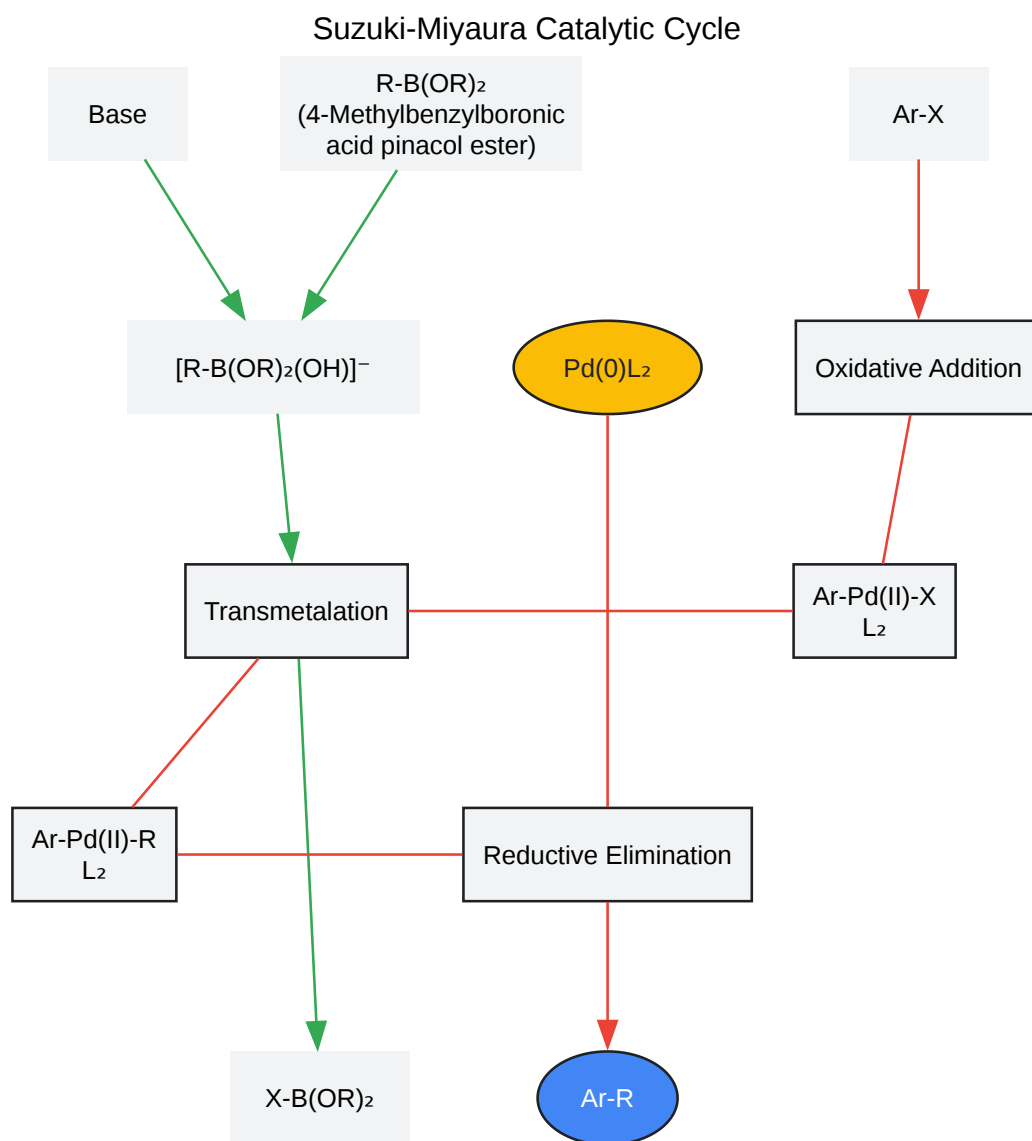 Suzuki-Miyaura Catalytic Cycle
Base
R-B(OR)₂
(4-Methylbenzylboronic
acid pinacol ester)
Ar-X
[R-B(OR)₂(OH)]⁻
Pd(0)L₂
Oxidative Addition
Transmetalation
Ar-Pd(II)-X
L₂
Ar-Pd(II)-R
L₂
Reductive Elimination
X-B(OR)₂
Ar-R